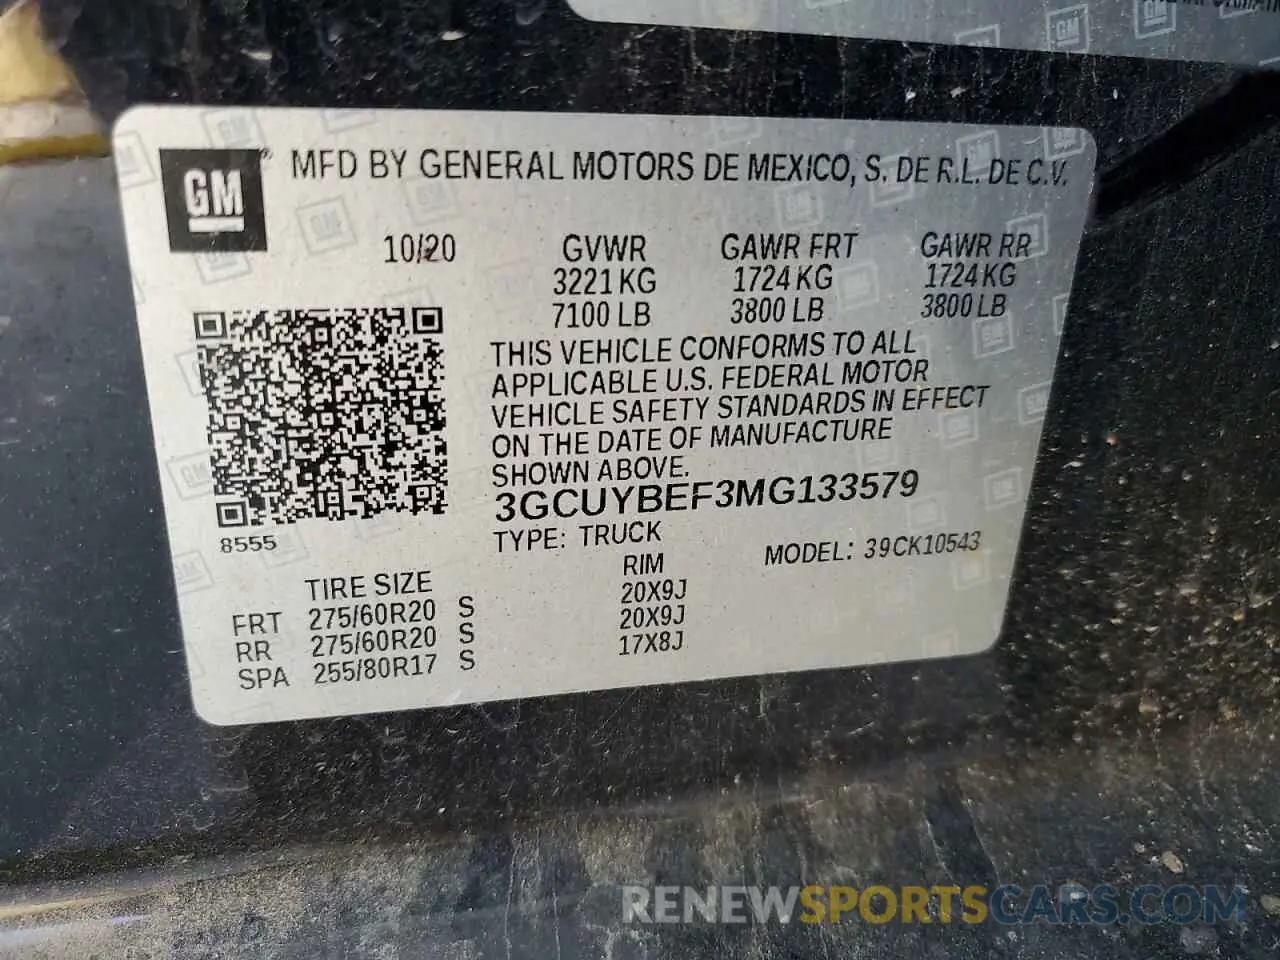 GM
® MFD BY GENERAL MOTORS DE MEXICO, S. DE R.L. DE C.V.
10/20 GVWR GAWR FRT GAWR RR
3221 KG 1724 KG 1724 KG
7100 LB 3800 LB 3800 LB
THIS VEHICLE CONFORMS TO ALL
APPLICABLE U.S. FEDERAL MOTOR
VEHICLE SAFETY STANDARDS IN EFFECT
ON THE DATE OF MANUFACTURE
SHOWN ABOVE.
3GCUYBEF3MG133579
8555
TYPE: TRUCK MODEL: 39CK10543
TIRE SIZE RIM
FRT 275/60R20 S 20X9J
RR 275/60R20 S 20X9J
SPA 255/80R17 S 17X8J
RENEWSPORTSCARS.COM